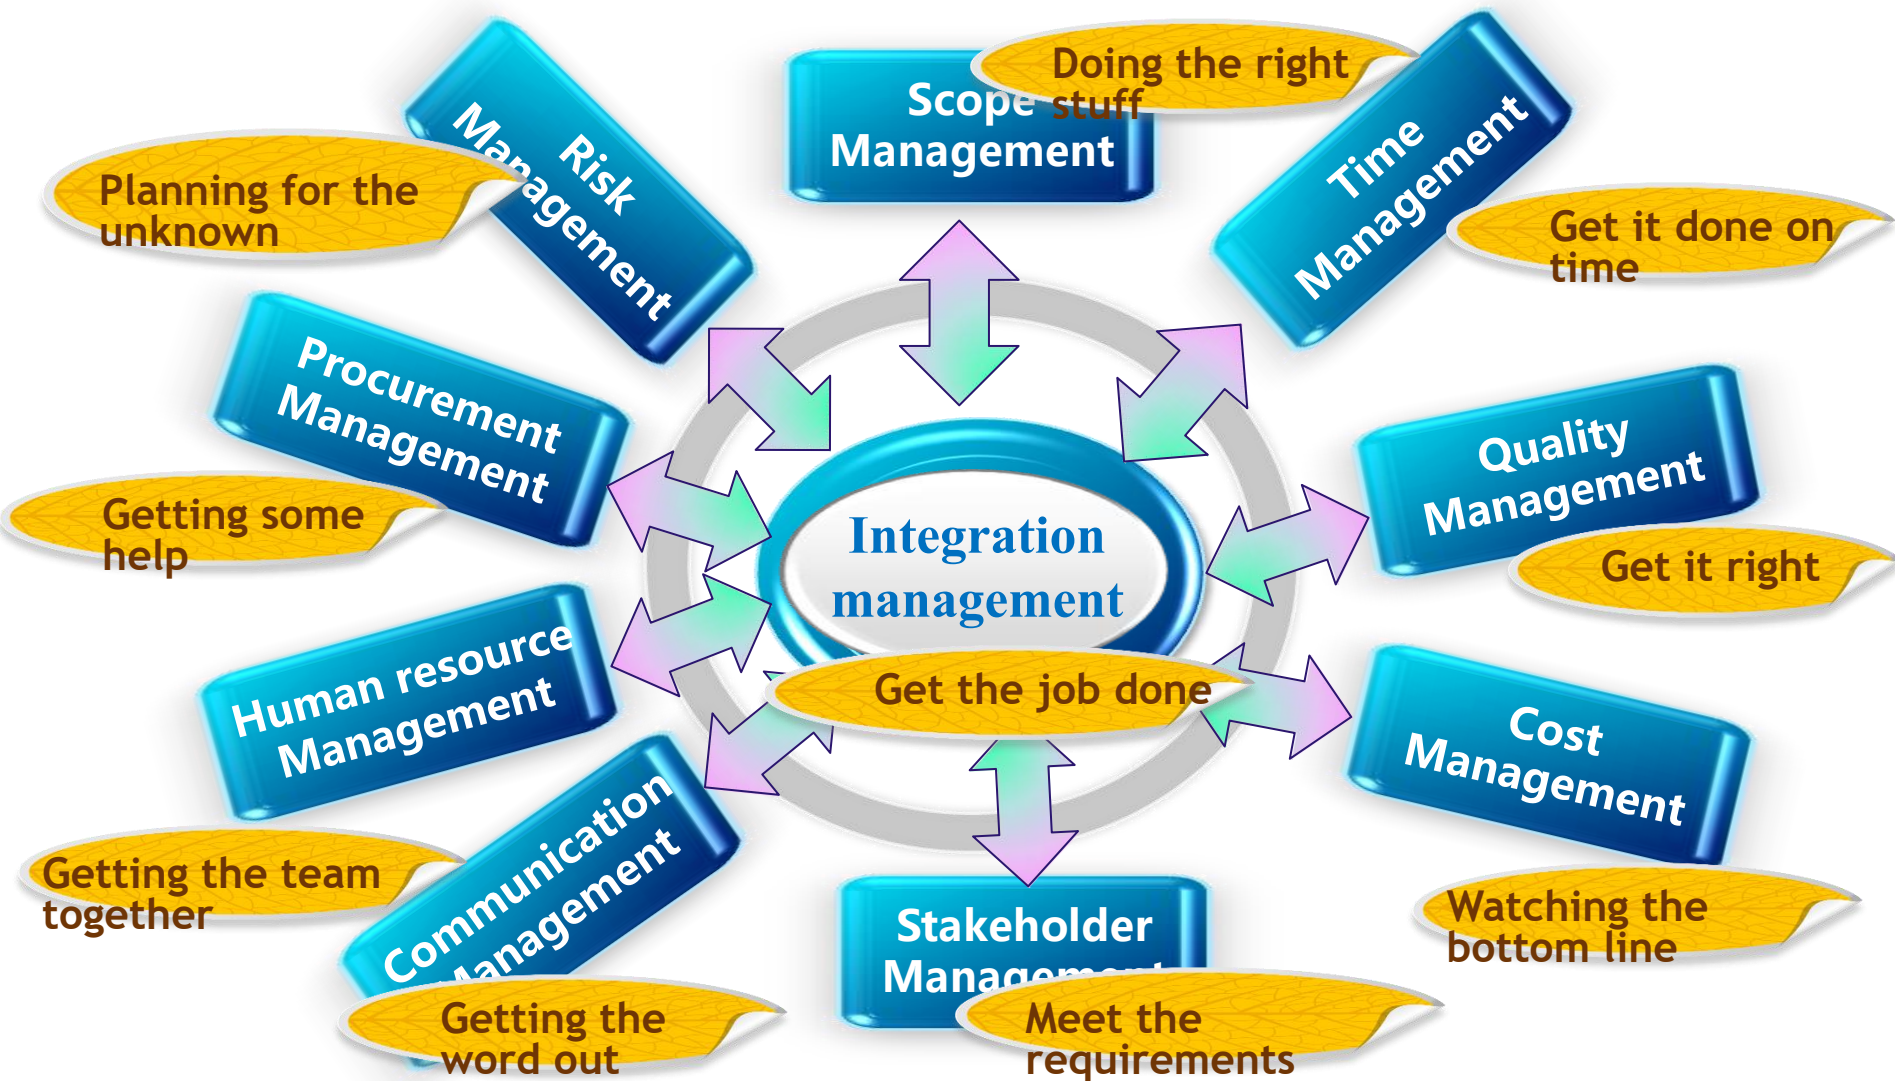 Scope
Management
Doing the right
stuff
Time
Management
Get it done on
time
Quality
Management
Get it right
Cost
Management
Watching the
bottom line
Stakeholder
Management
Meet the
requirements
Communication
Management
Getting the
word out
Human resource
Management
Getting the team
together
Procurement
Management
Getting some
help
Risk
Management
Planning for the
unknown
Integration
management
Get the job done